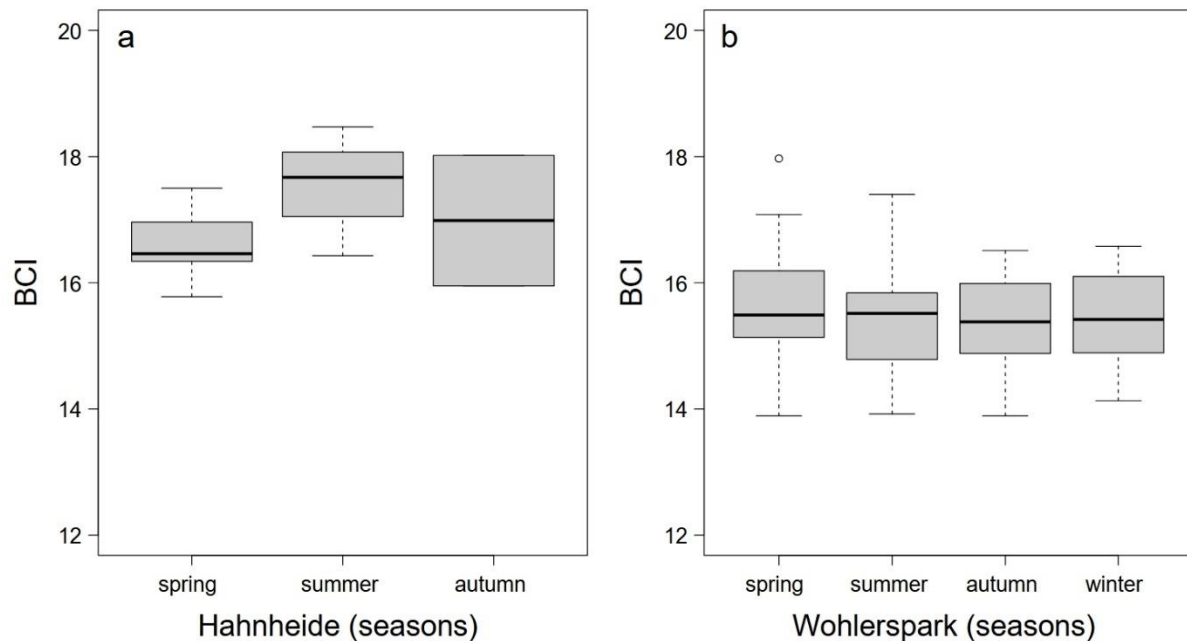 a
20
18
16
14
12
BCI
spring summer autumn
Hahnheide (seasons)
b
20
18
16
14
12
BCI
spring summer autumn winter
Wohlerspark (seasons)